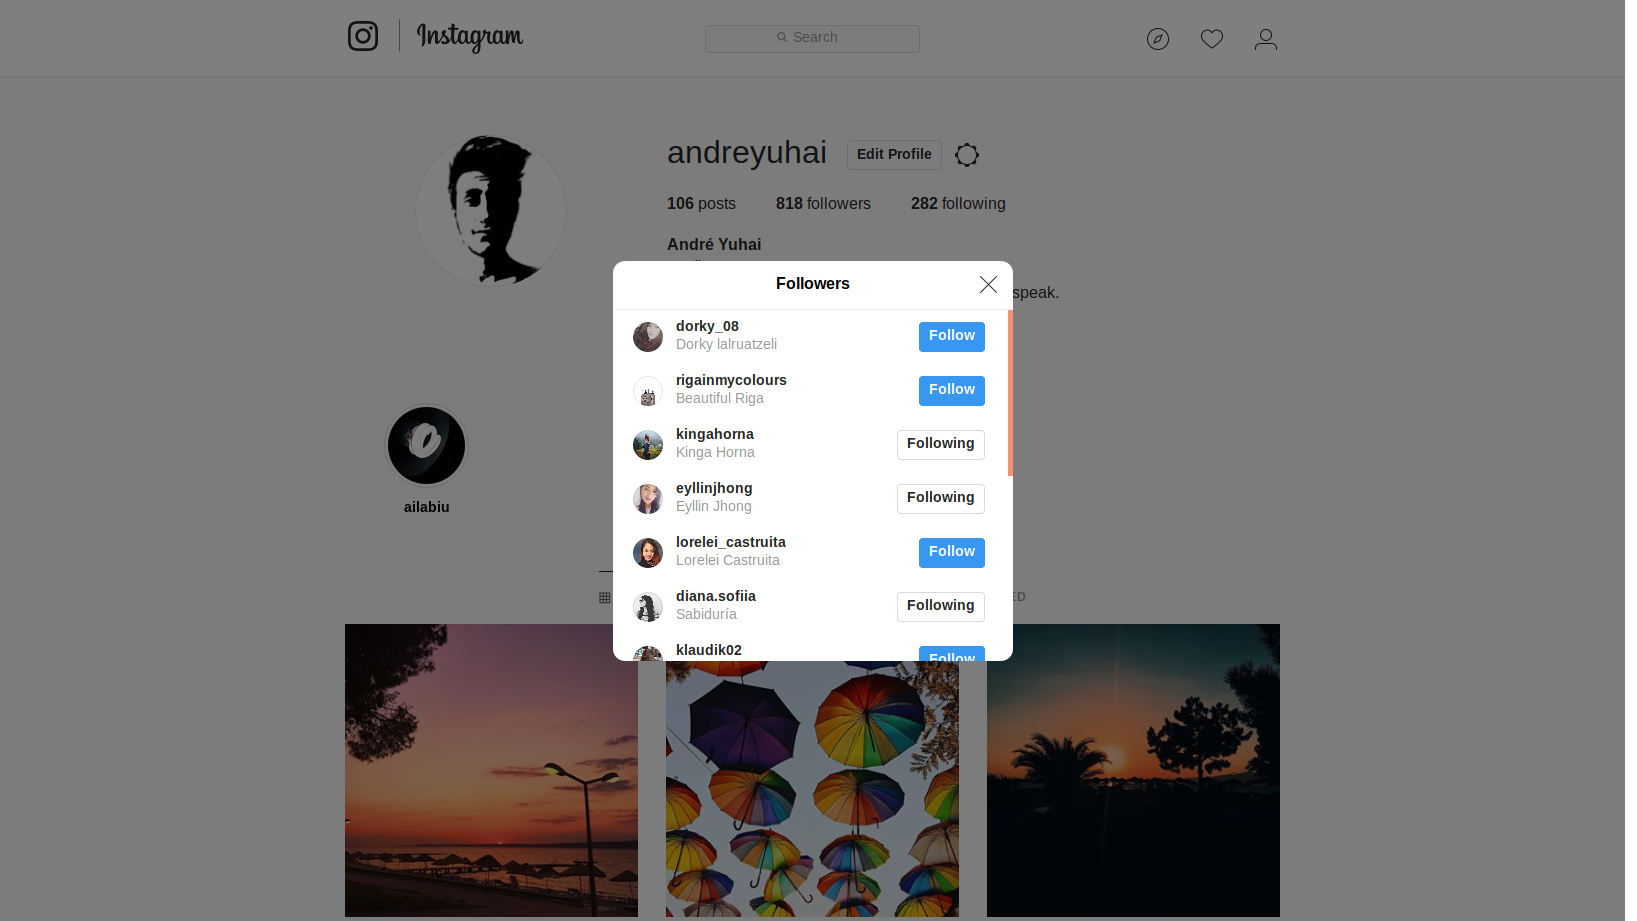 Instagram
Search
andreyuhai
Edit Profile
106 posts 818 followers 282 following
André Yuhai
speak.
Followers
dorky_08
Dorky lalruatzeli
Follow
rigainmycolours
Beautiful Riga
Follow
kingahorna
Kinga Horna
Following
eyllinjhong
Eyllin Jhong
Following
lorelei_castruita
Lorelei Castruita
Follow
diana.sofiia
Sabiduría
Following
klaudik02
Follow
ailabiu